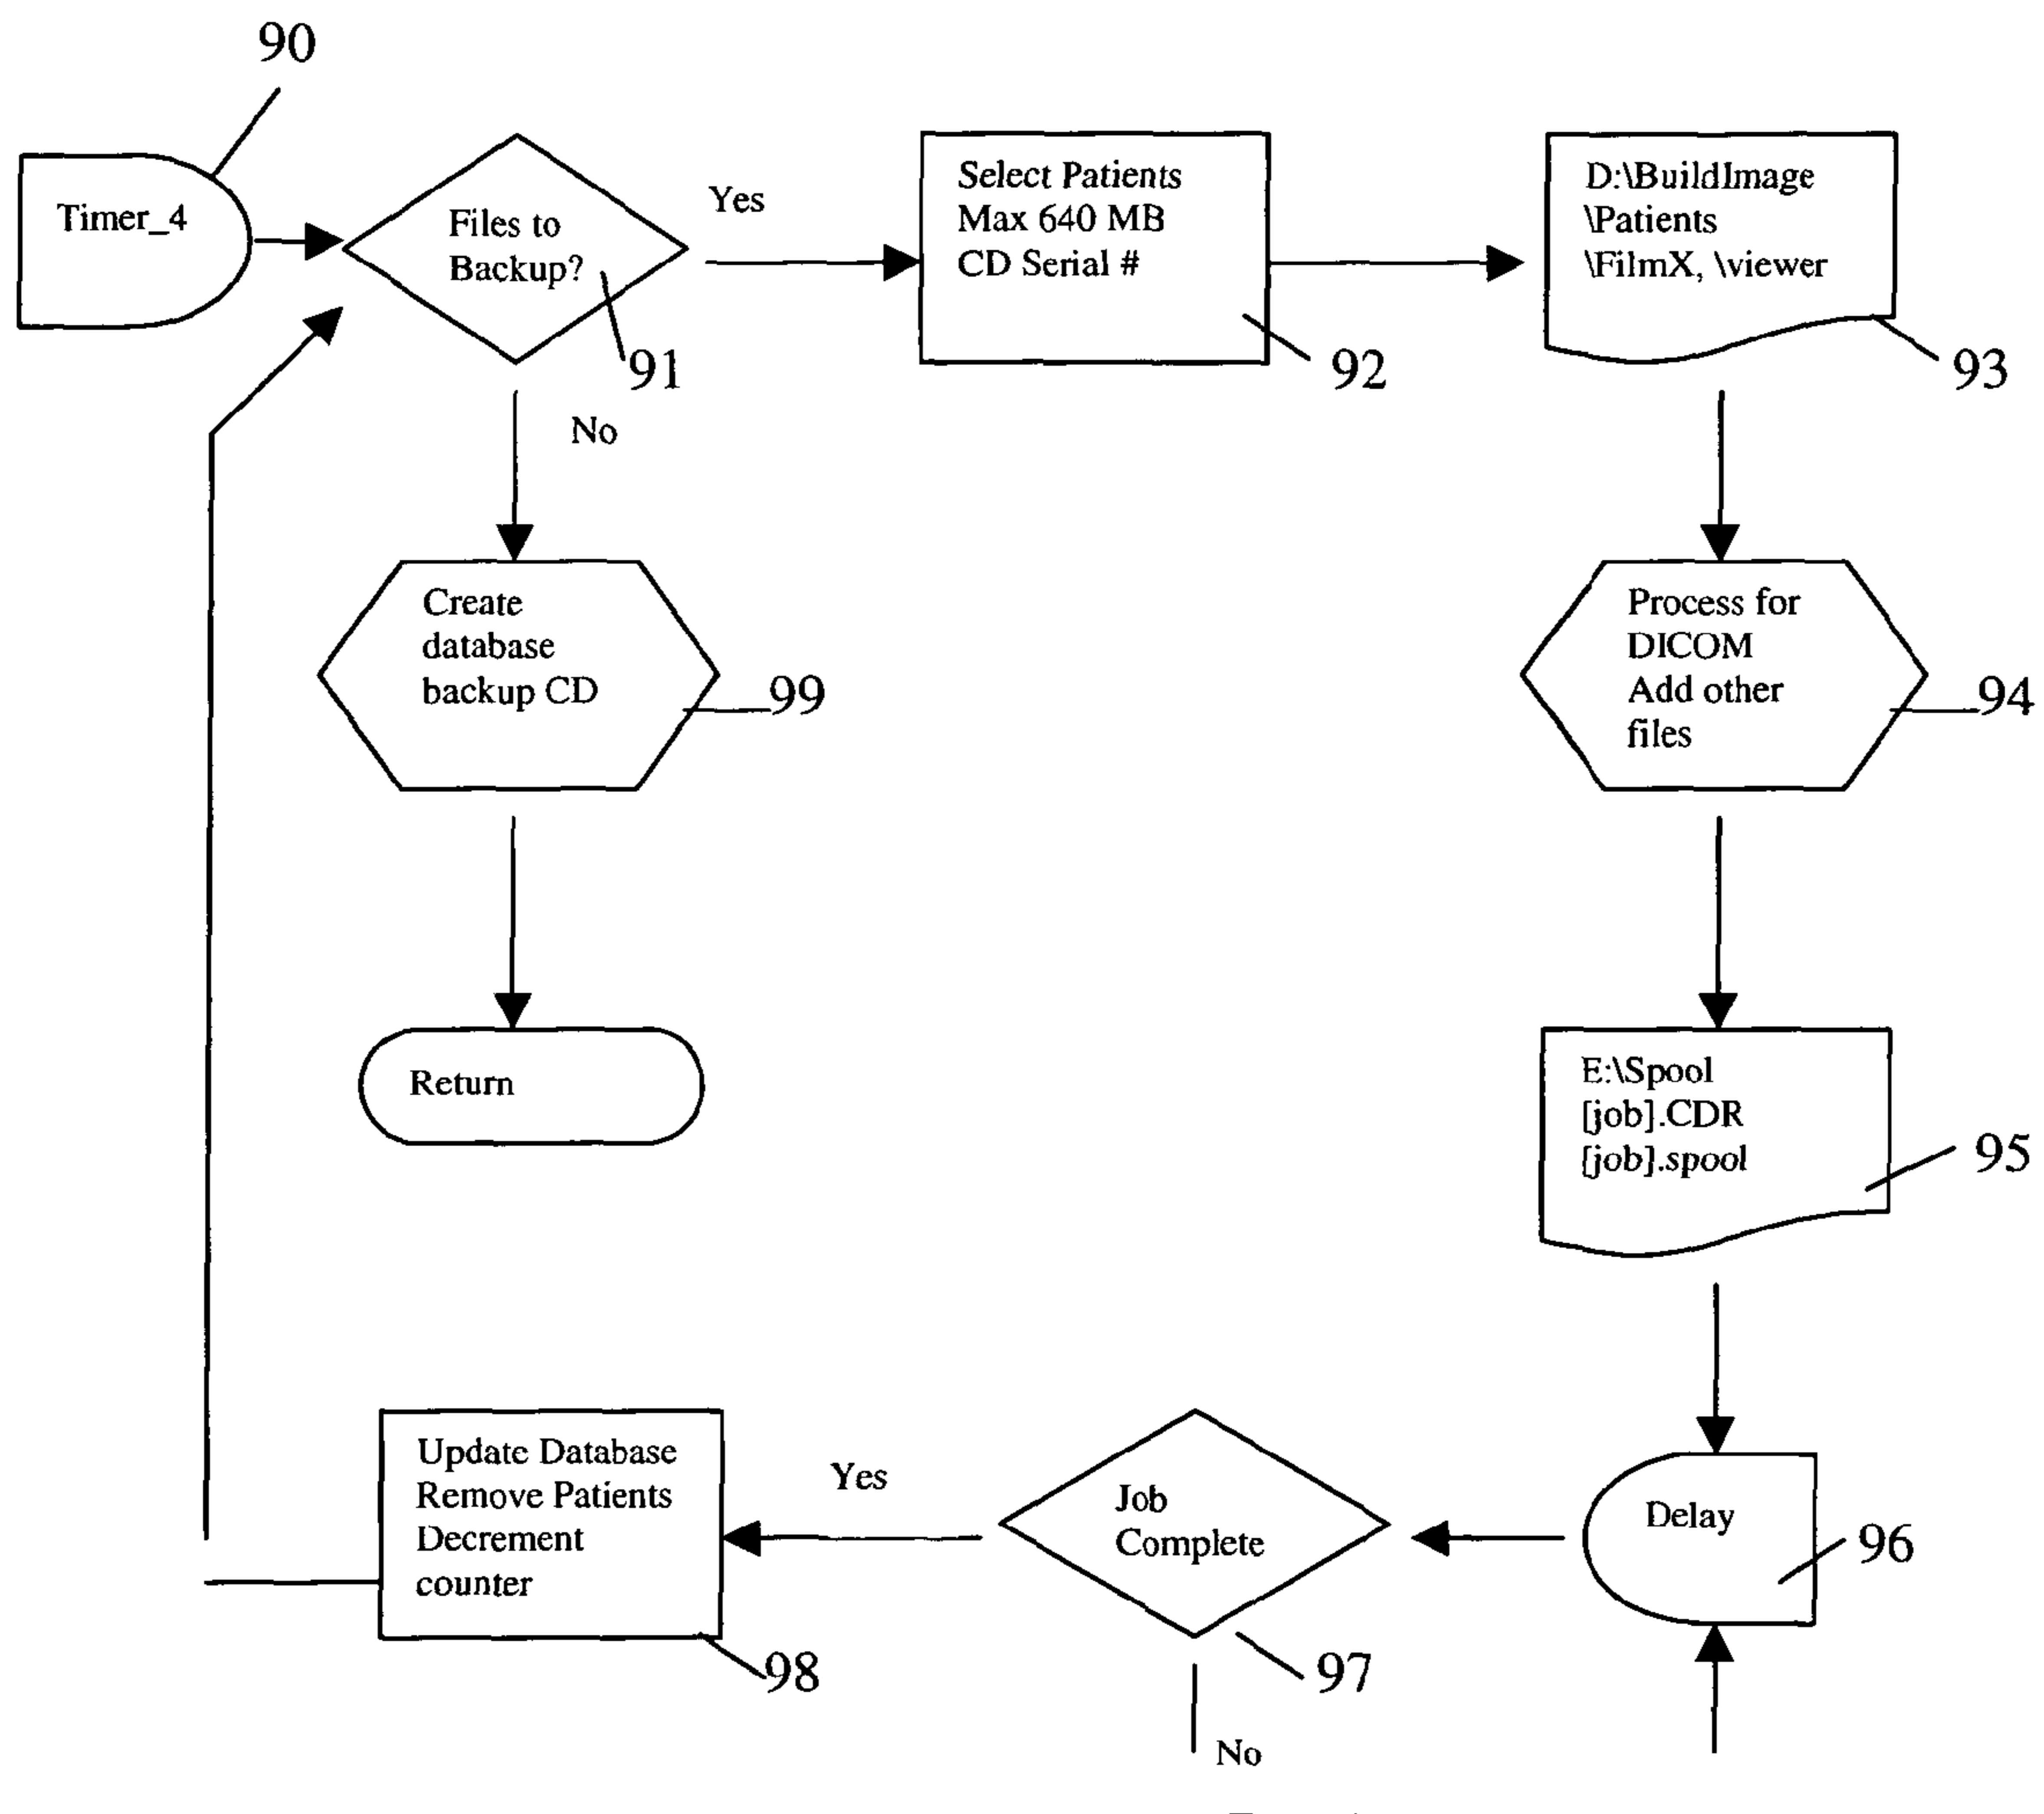 90
Timer_4
Files to
Backup?
91
Yes
Select Patients
Max 640 MB
CD Serial #
92
D:\BuildImage
\Patients
\FilmX, \viewer
93
No
Create
database
backup CD
99
Process for
DICOM
Add other
files
94
Return
E:\Spool
[job].CDR
[job].spool
95
Update Database
Remove Patients
Decrement
counter
98
Yes
Job
Complete
97
No
Delay
96